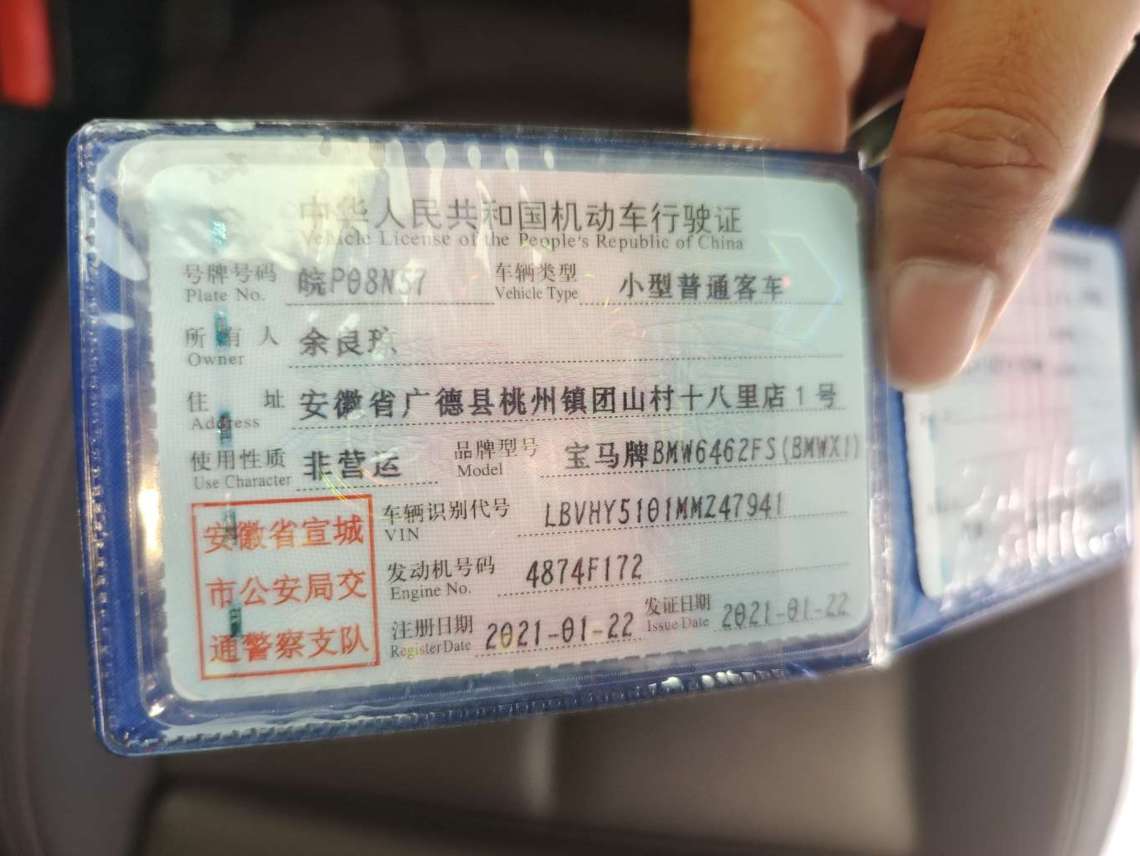 中华人民共和国机动车行驶证
Vehicle License of the People's Republic of China
号牌号码 皖P08N57 车辆类型 小型普通客车
Plate No. Vehicle Type
所有人 余良
Owner
住址 安徽省广德县桃州镇团山村十八里店1号
Address
使用性质 非营运 品牌型号 宝马牌BMW6462FS(BMWX1)
Use Character Model
车辆识别代号 LBVHY5101MMZ47941
VIN
发动机号码 4874F172
Engine No.
注册日期 2021-01-22 发证日期 2021-01-22
Register Date Issue Date
安徽省宣城
市公安局交
通警察支队